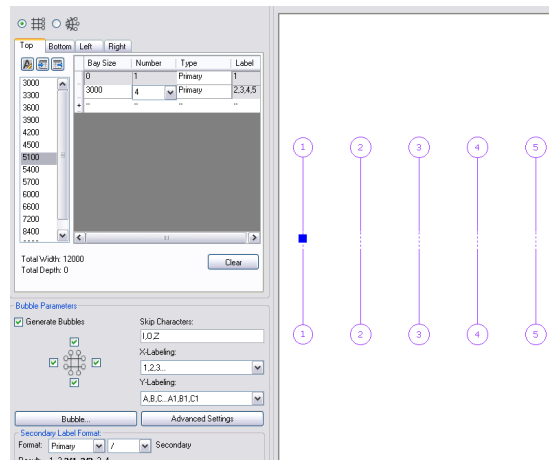 Top Bottom Left Right
Bay Size Number Type Label
0 1 Primary 1
3000 4 Primary 2,3,4,5
+ -- -- -- --
3000
3300
3600
3900
4200
4500
5100
5400
5700
6000
6600
7200
8400
Total Width: 12000
Total Depth: 0
Clear
Bubble Parameters
Generate Bubbles
Skip Characters:
I,O,Z
X-Labeling:
1,2,3...
Y-Labeling:
A,B,C...A1,B1,C1
Bubble... Advanced Settings
Secondary Label Format:
Format: Primary / Secondary
1 2 3 4 5
1 2 3 4 5